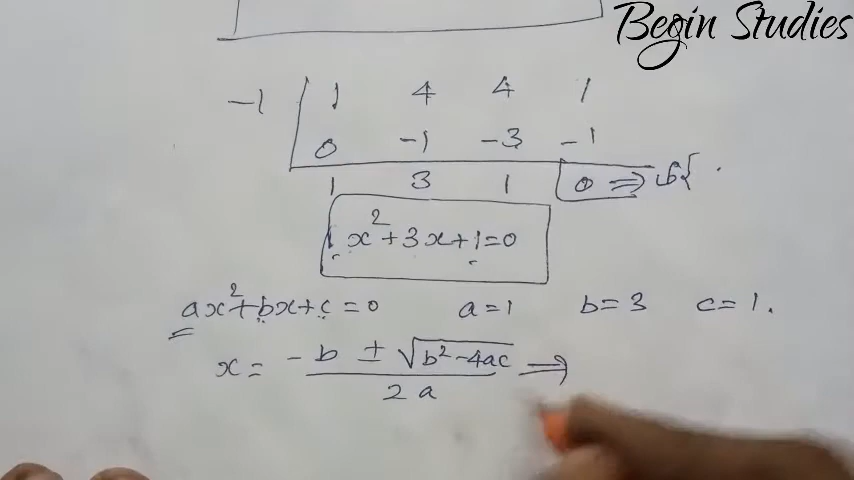 Begin Studies
-1 | 1 4 4 1
0 -1 -3 -1
1 3 1 0 ⇒
1x²+3x+1=0
ax²+bx+c=0 a=1 b=3 c=1.
x = -b ± √b²-4ac ⇒
2a